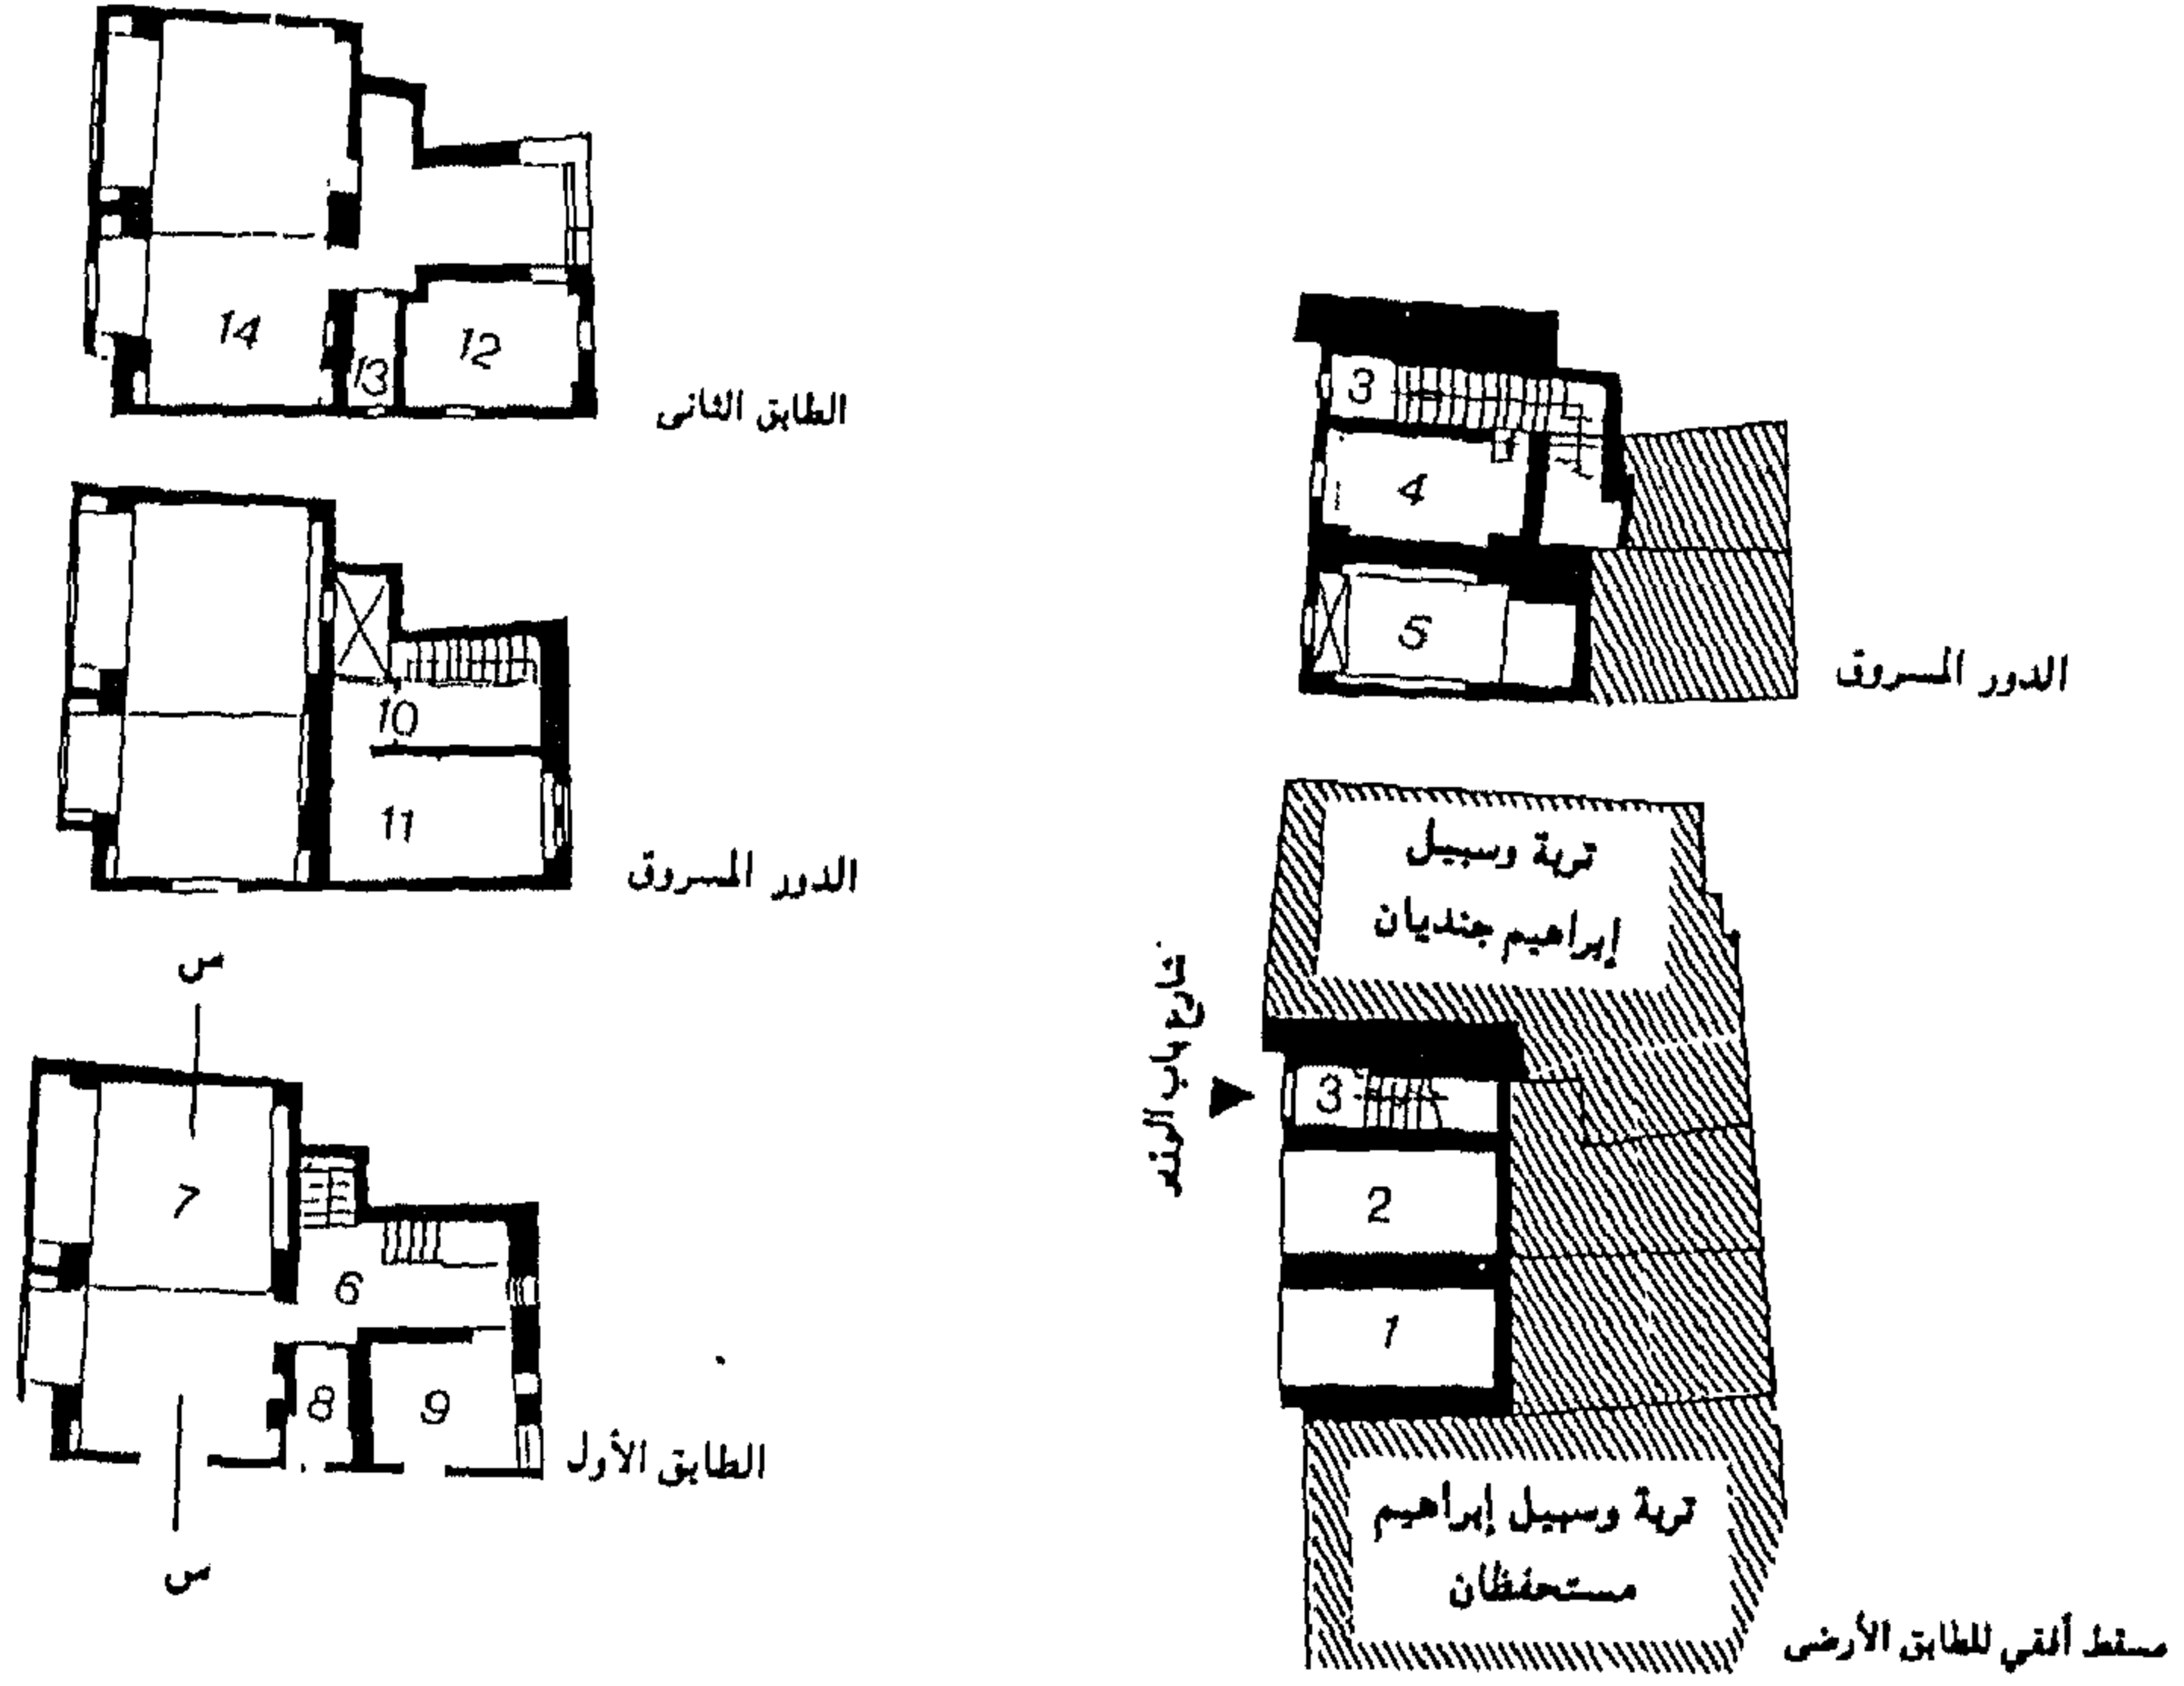 14
13
12
الطابق الثانى
10
11
الدور المسروق
س
7
6
8
9
الطابق الأول
س
3
4
5
الدور المسروق
تربة وسبيل
إبراهيم جنديان
شارع باب الوزير
3
2
1
تربة وسبيل إبراهيم
مستحفظان
مسقط أفقي للطابق الأرضى